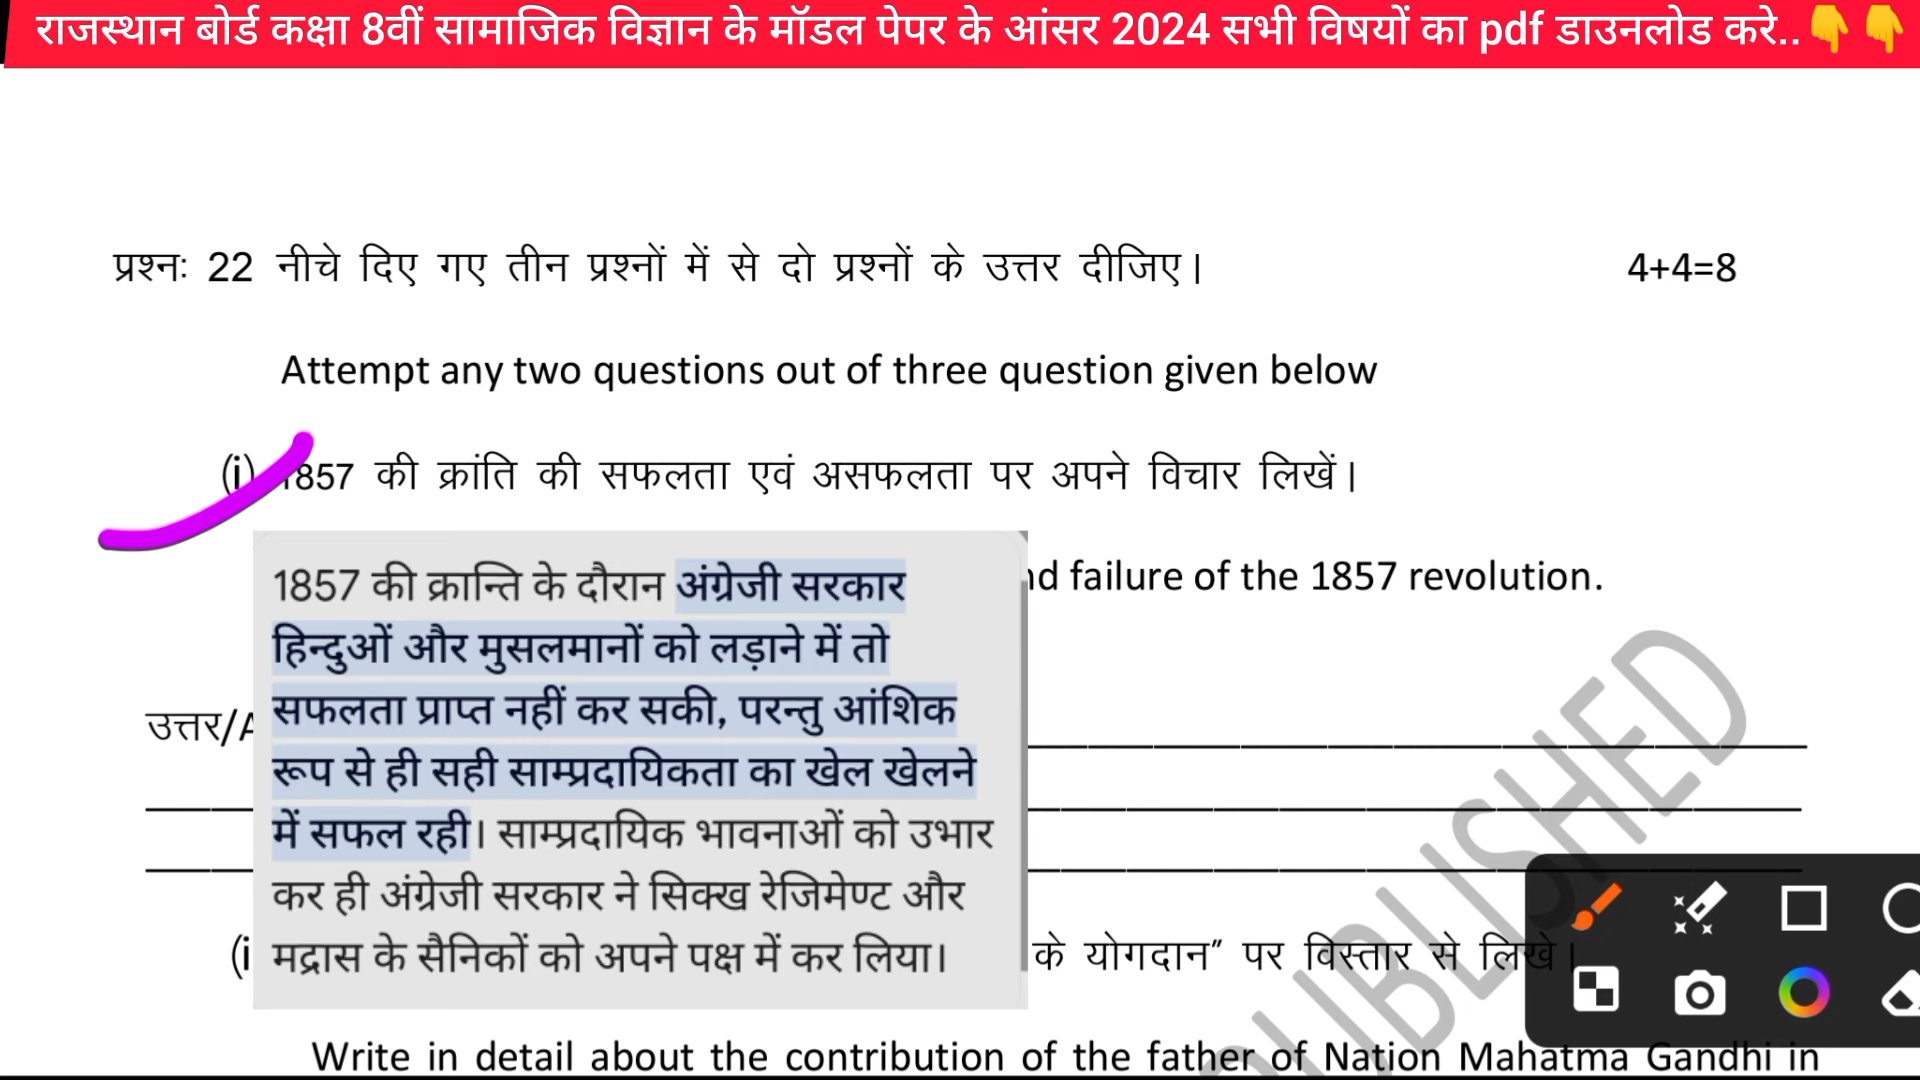 राजस्थान बोर्ड कक्षा 8वीं सामाजिक विज्ञान के मॉडल पेपर के आंसर 2024 सभी विषयों का pdf डाउनलोड करे..👇👇
प्रश्न: 22 नीचे दिए गए तीन प्रश्नों में से दो प्रश्नों के उत्तर दीजिए। 4+4=8
Attempt any two questions out of three question given below
(i) 1857 की क्रांति की सफलता एवं असफलता पर अपने विचार लिखें।
failure of the 1857 revolution.
1857 की क्रान्ति के दौरान अंग्रेजी सरकार
हिन्दुओं और मुसलमानों को लड़ाने में तो
सफलता प्राप्त नहीं कर सकी, परन्तु आंशिक
रूप से ही सही साम्प्रदायिकता का खेल खेलने
में सफल रही। साम्प्रदायिक भावनाओं को उभार
कर ही अंग्रेजी सरकार ने सिक्ख रेजिमेण्ट और
मद्रास के सैनिकों को अपने पक्ष में कर लिया।
उत्तर/
के योगदान” पर विस्तार से लिखे।
Write in detail about the contribution of the father of Nation Mahatma Gandhi in